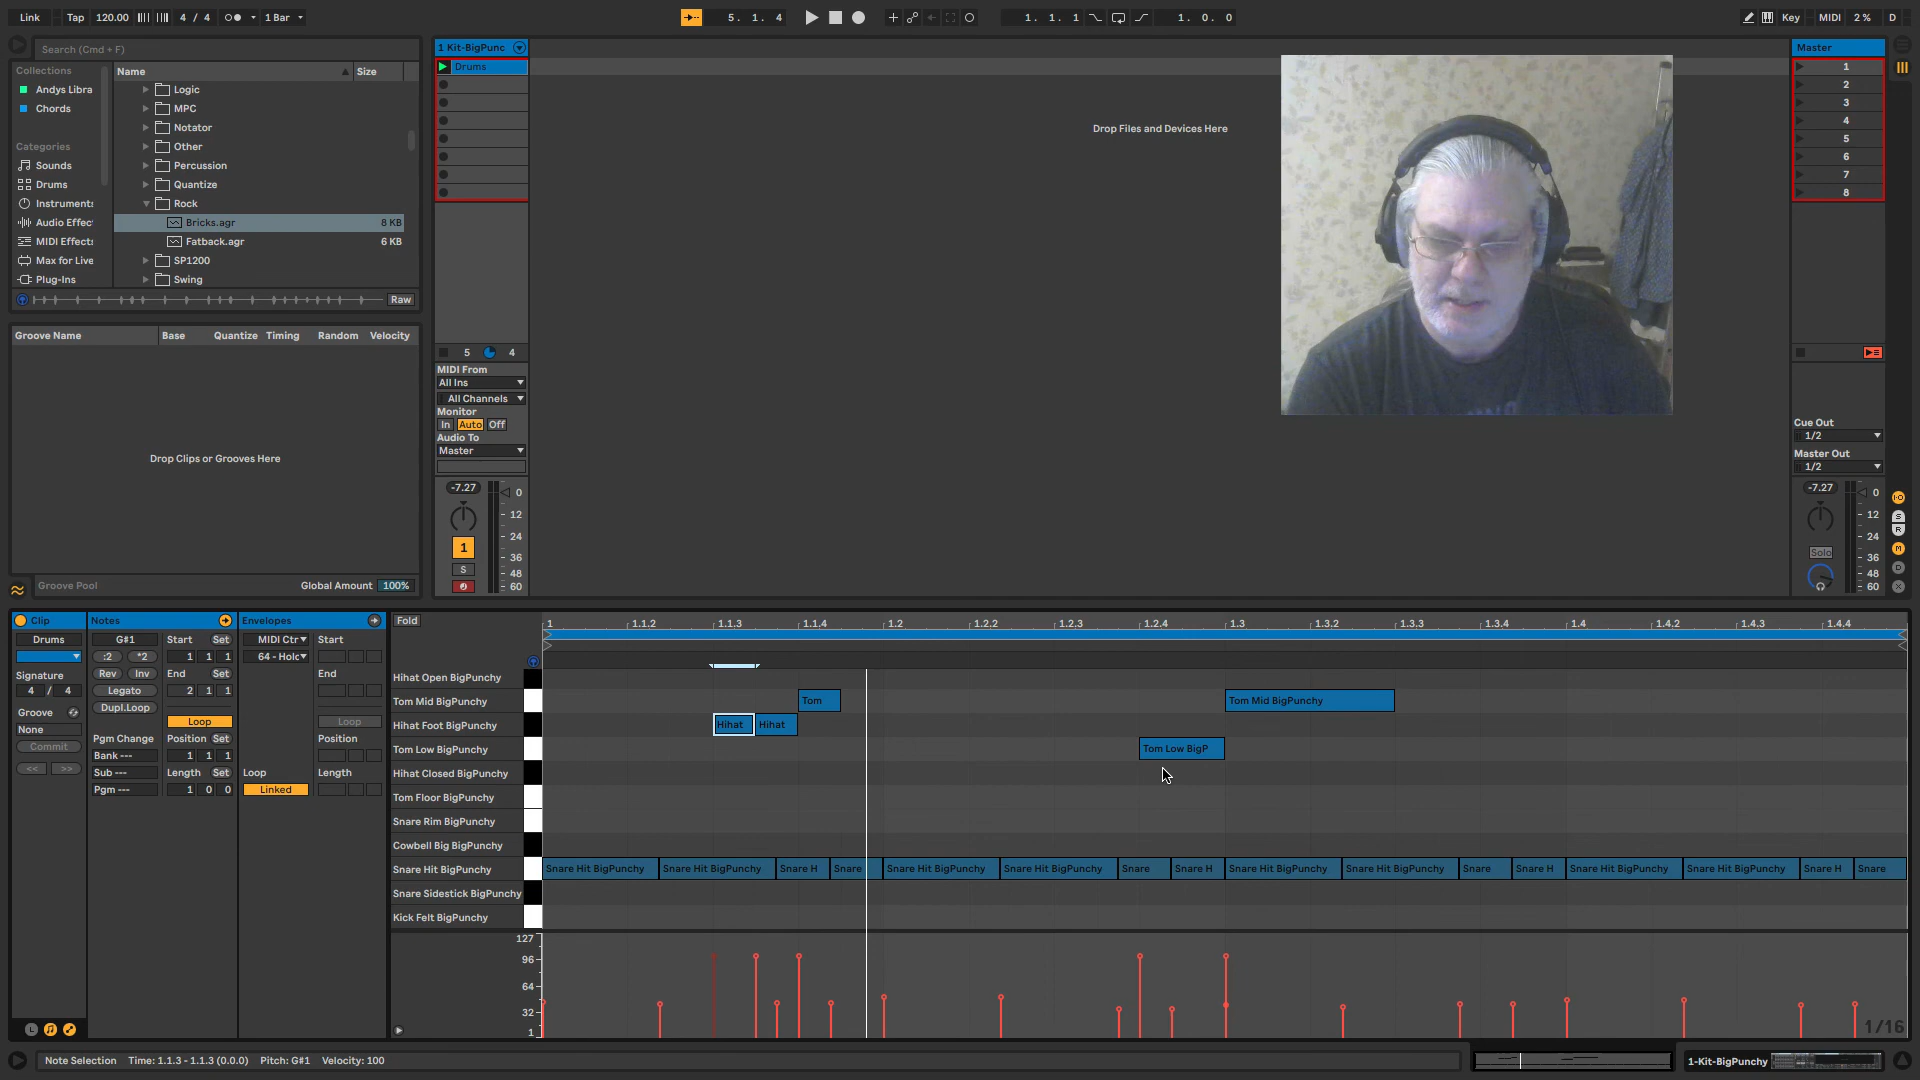 Link Tap 120.00 4 / 4 1 Bar 5. 1. 4 1. 1. 1 1. 0. 0 Key MIDI 2 % D
Search (Cmd + F)
Collections
Andys Libra
Chords
Categories
Sounds
Drums
Instruments
Audio Effec
MIDI Effects
Max for Live
Plug-Ins
Name Size
Logic
MPC
Notator
Other
Percussion
Quantize
Rock
Bricks.agr 8 KB
Fatback.agr 6 KB
SP1200
Swing
Raw
Groove Name Base Quantize Timing Random Velocity
Drop Clips or Grooves Here
Groove Pool Global Amount 100%
1 Kit-BigPunc
Drums
5 4
MIDI From
All Ins
All Channels
Monitor
In Auto Off
Audio To
Master
-7.27
0
12
24
36
48
60
1
S
Drop Files and Devices Here
Master
1
2
3
4
5
6
7
8
Cue Out
1/2
Master Out
1/2
-7.27
0
12
24
36
48
60
Solo
I·O
S
R
M
D
X
Clip
Drums
Signature
4 / 4
Groove
None
Commit
<< >>
Notes
G#1 Start Set
:2 *2 1 1 1
Rev Inv End Set
Legato 2 1 1
Dupl.Loop
Loop
Pgm Change Position Set
Bank --- 1 1 1
Sub --- Length Set
Pgm --- 1 0 0
Envelopes
MIDI Ctr Start
64 - Holc
End
Loop
Position
Loop Length
Linked
Fold
1 1.1.2 1.1.3 1.1.4 1.2 1.2.2 1.2.3 1.2.4 1.3 1.3.2 1.3.3 1.3.4 1.4 1.4.2 1.4.3 1.4.4
Hihat Open BigPunchy
Tom Mid BigPunchy Tom Tom Mid BigPunchy
Hihat Foot BigPunchy Hihat Hihat
Tom Low BigPunchy Tom Low BigP
Hihat Closed BigPunchy
Tom Floor BigPunchy
Snare Rim BigPunchy
Cowbell Big BigPunchy
Snare Hit BigPunchy Snare Hit BigPunchy Snare Hit BigPunchy Snare H Snare Snare Hit BigPunchy Snare Hit BigPunchy Snare Snare H Snare Hit BigPunchy Snare Hit BigPunchy Snare Snare H Snare Hit BigPunchy Snare Hit BigPunchy Snare H Snare
Snare Sidestick BigPunchy
Kick Felt BigPunchy
127
96
64
32
1
1/16
L
Note Selection Time: 1.1.3 - 1.1.3 (0.0.0) Pitch: G#1 Velocity: 100
1-Kit-BigPunchy